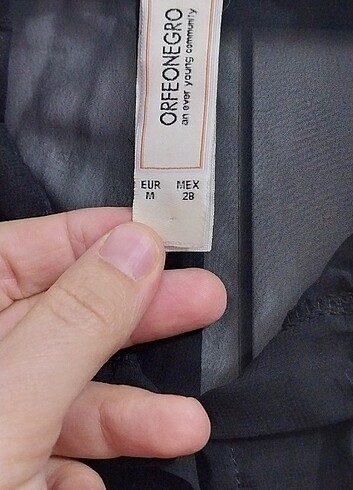 ORFEONEGRO
an ever young community
EUR MEX
M 28